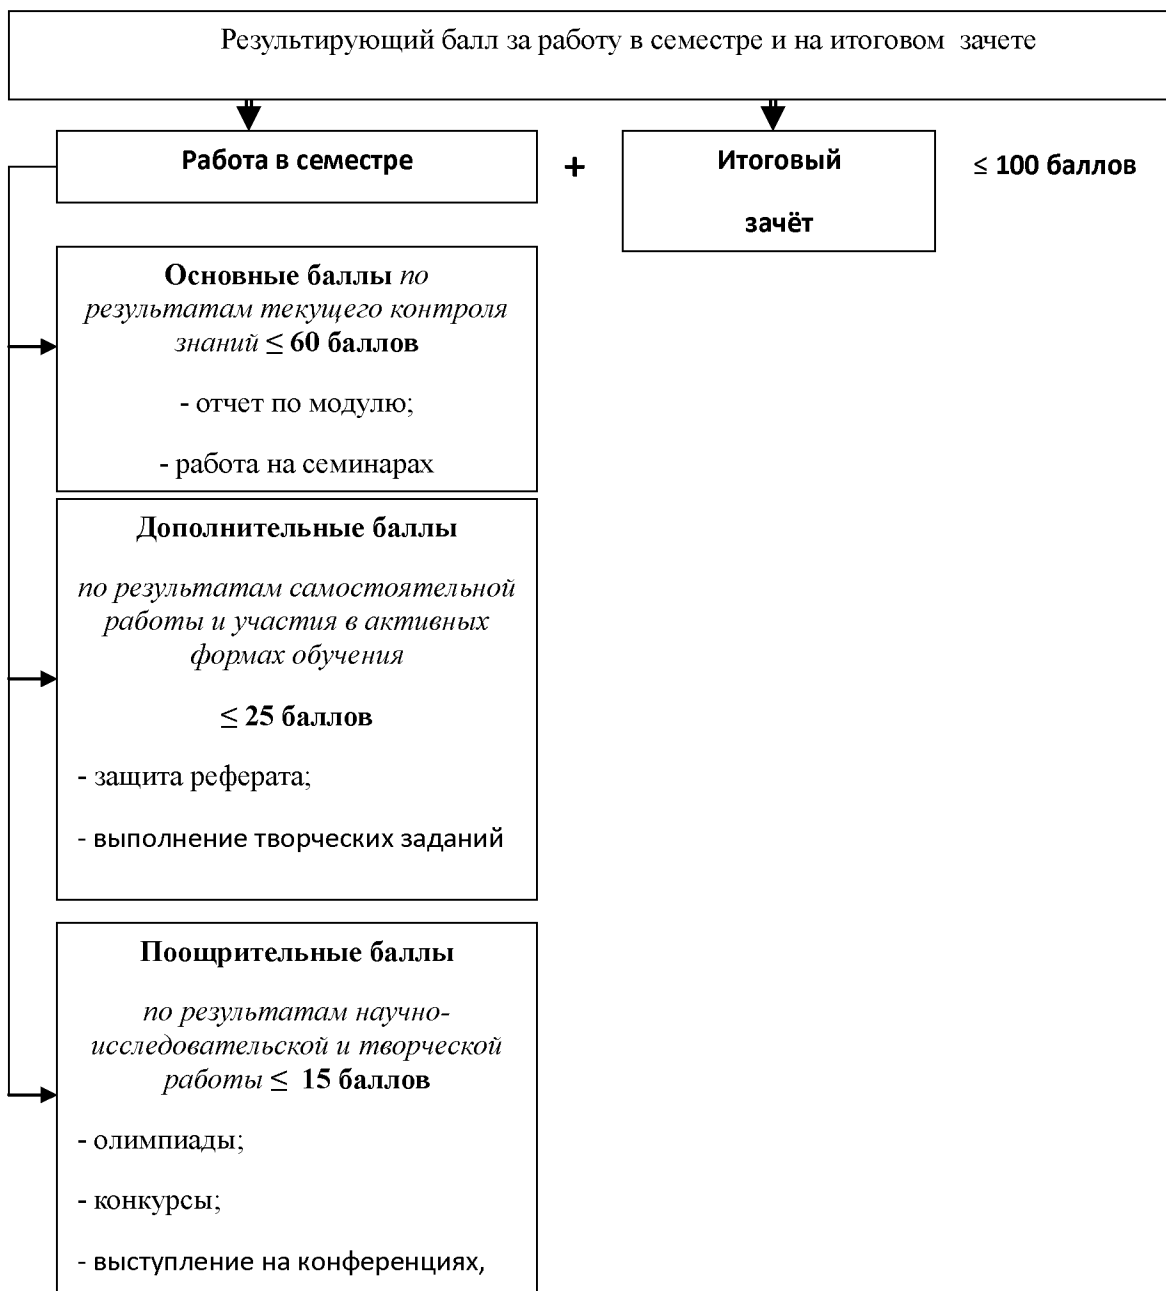 Результирующий балл за работу в семестре и на итоговом зачете
Работа в семестре
+
Итоговый
зачёт
≤ 100 баллов
Основные баллы по
результатам текущего контроля
знаний ≤ 60 баллов
- отчет по модулю;
- работа на семинарах
Дополнительные баллы
по результатам самостоятельной
работы и участия в активных
формах обучения
≤ 25 баллов
- защита реферата;
- выполнение творческих заданий
Поощрительные баллы
по результатам научно-
исследовательской и творческой
работы ≤ 15 баллов
- олимпиады;
- конкурсы;
- выступление на конференциях,